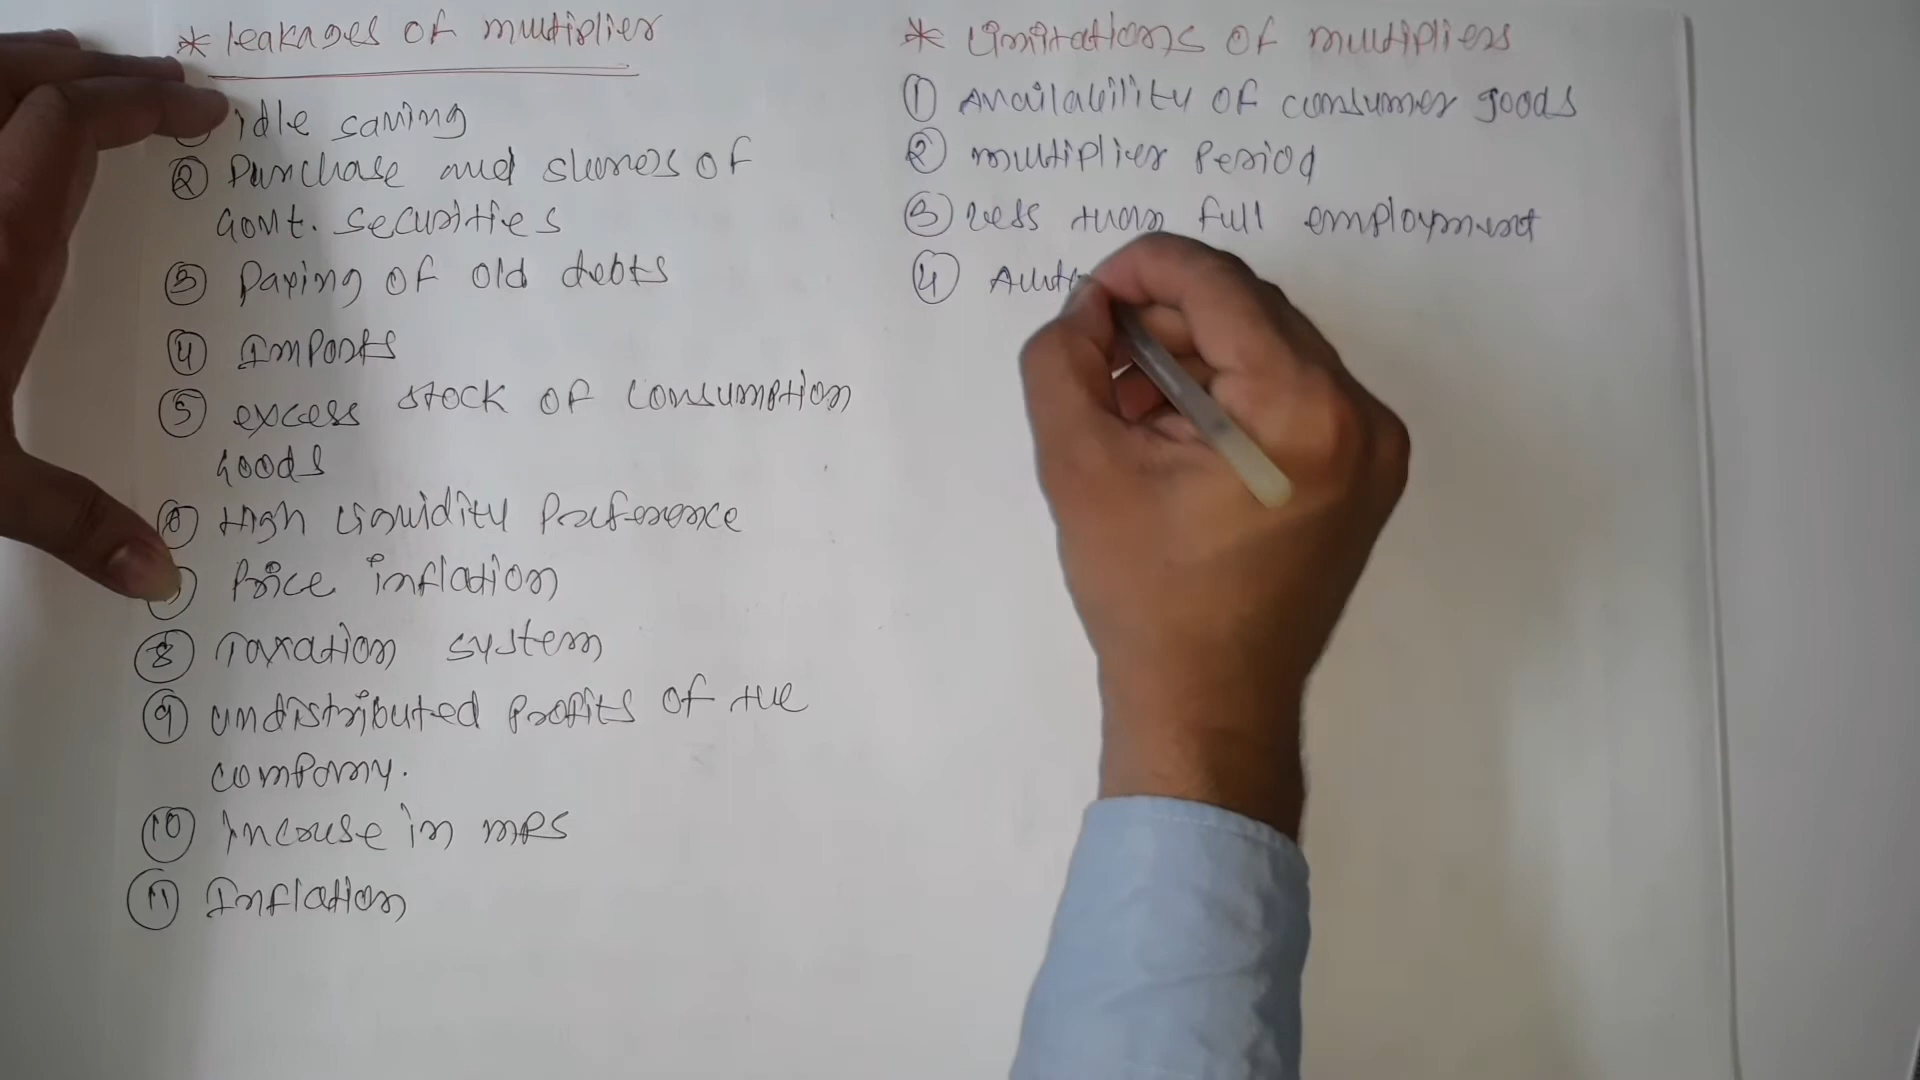 * leakages of multiplier
idle saving
② Purchase and shares of
Govt. securities
③ Paying of old debts
④ Imports
⑤ excess stock of consumption
Goods
⑥ High Liquidity Preference
Price inflation
⑧ Taxation system
⑨ undistributed Profits of the
company.
⑩ increase in MPS
⑪ Inflation
* Limitations of multipliers
① Availability of consumer goods
② multiplier Period
③ Less than full employment
④